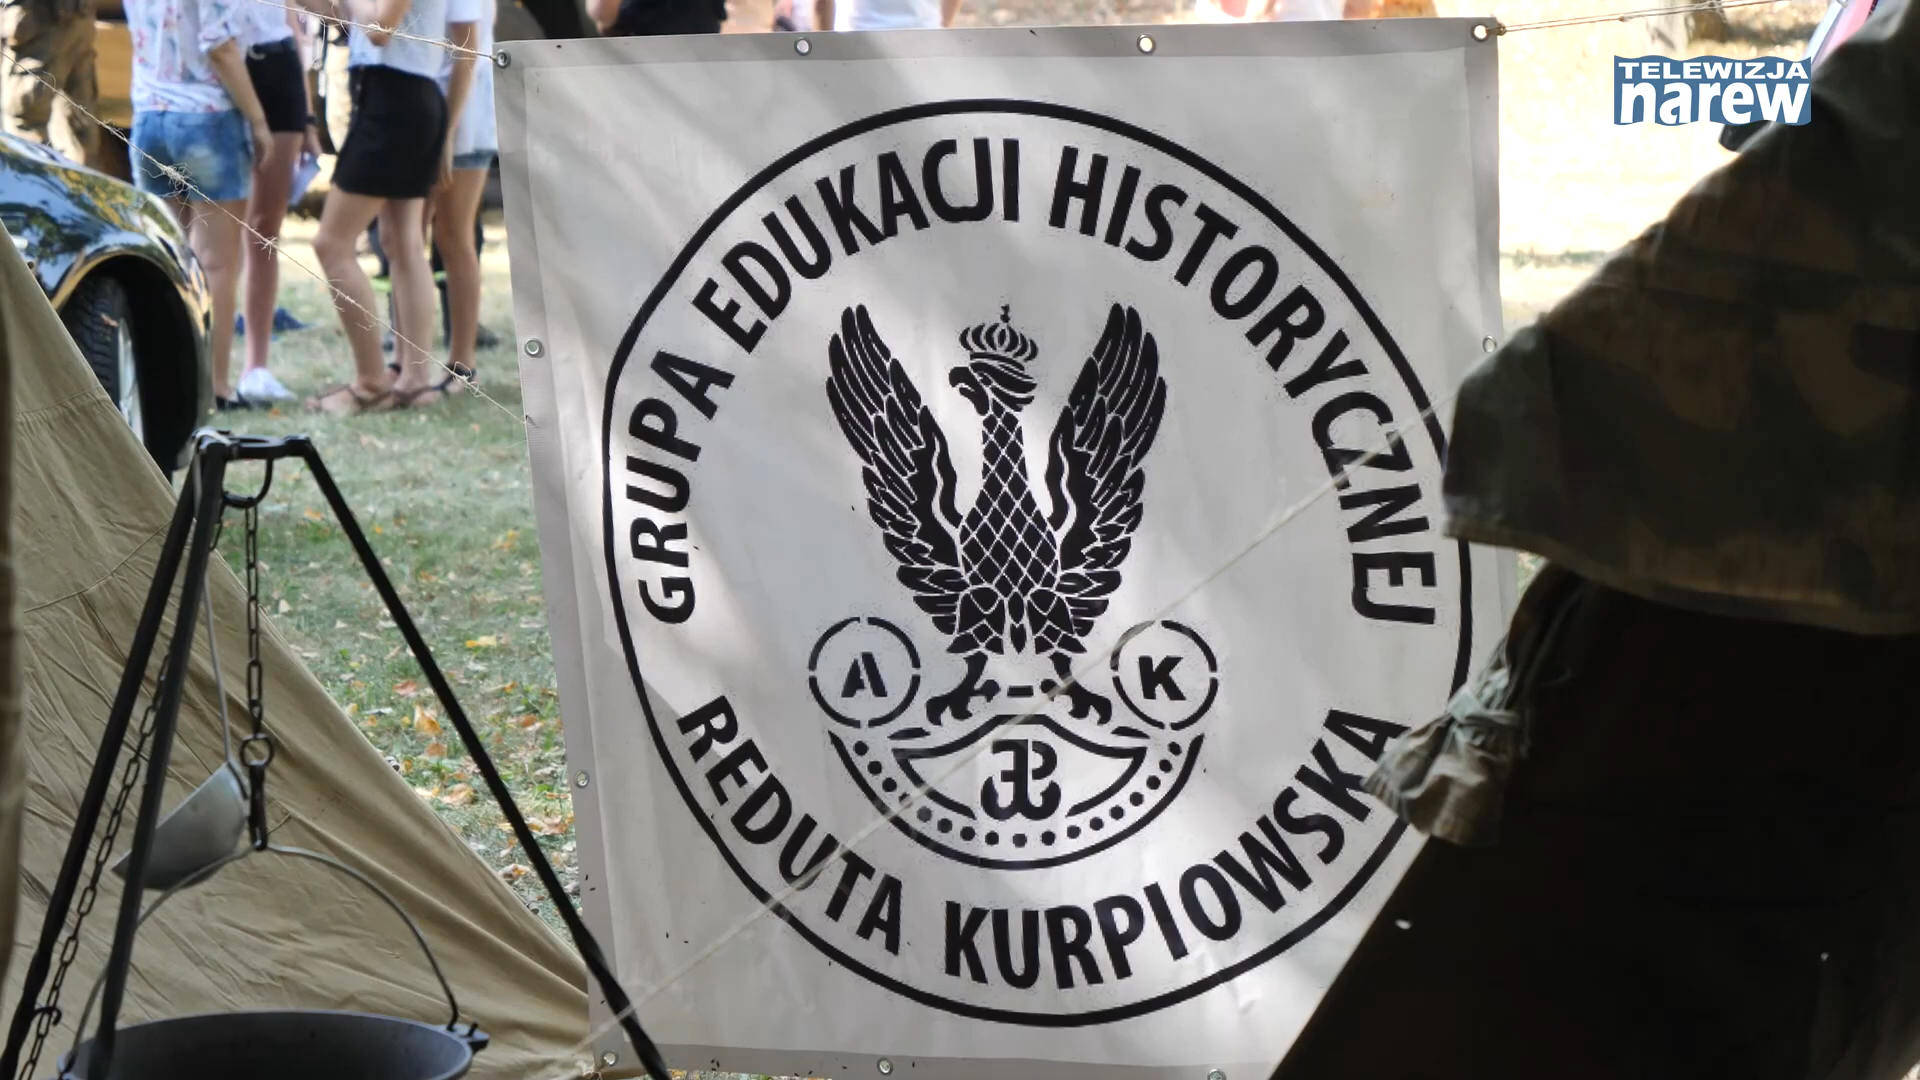 TELEWIZJA
narew
GRUPA EDUKACJI HISTORYCZNEJ
A
K
REDUTA KURPIOWSKA